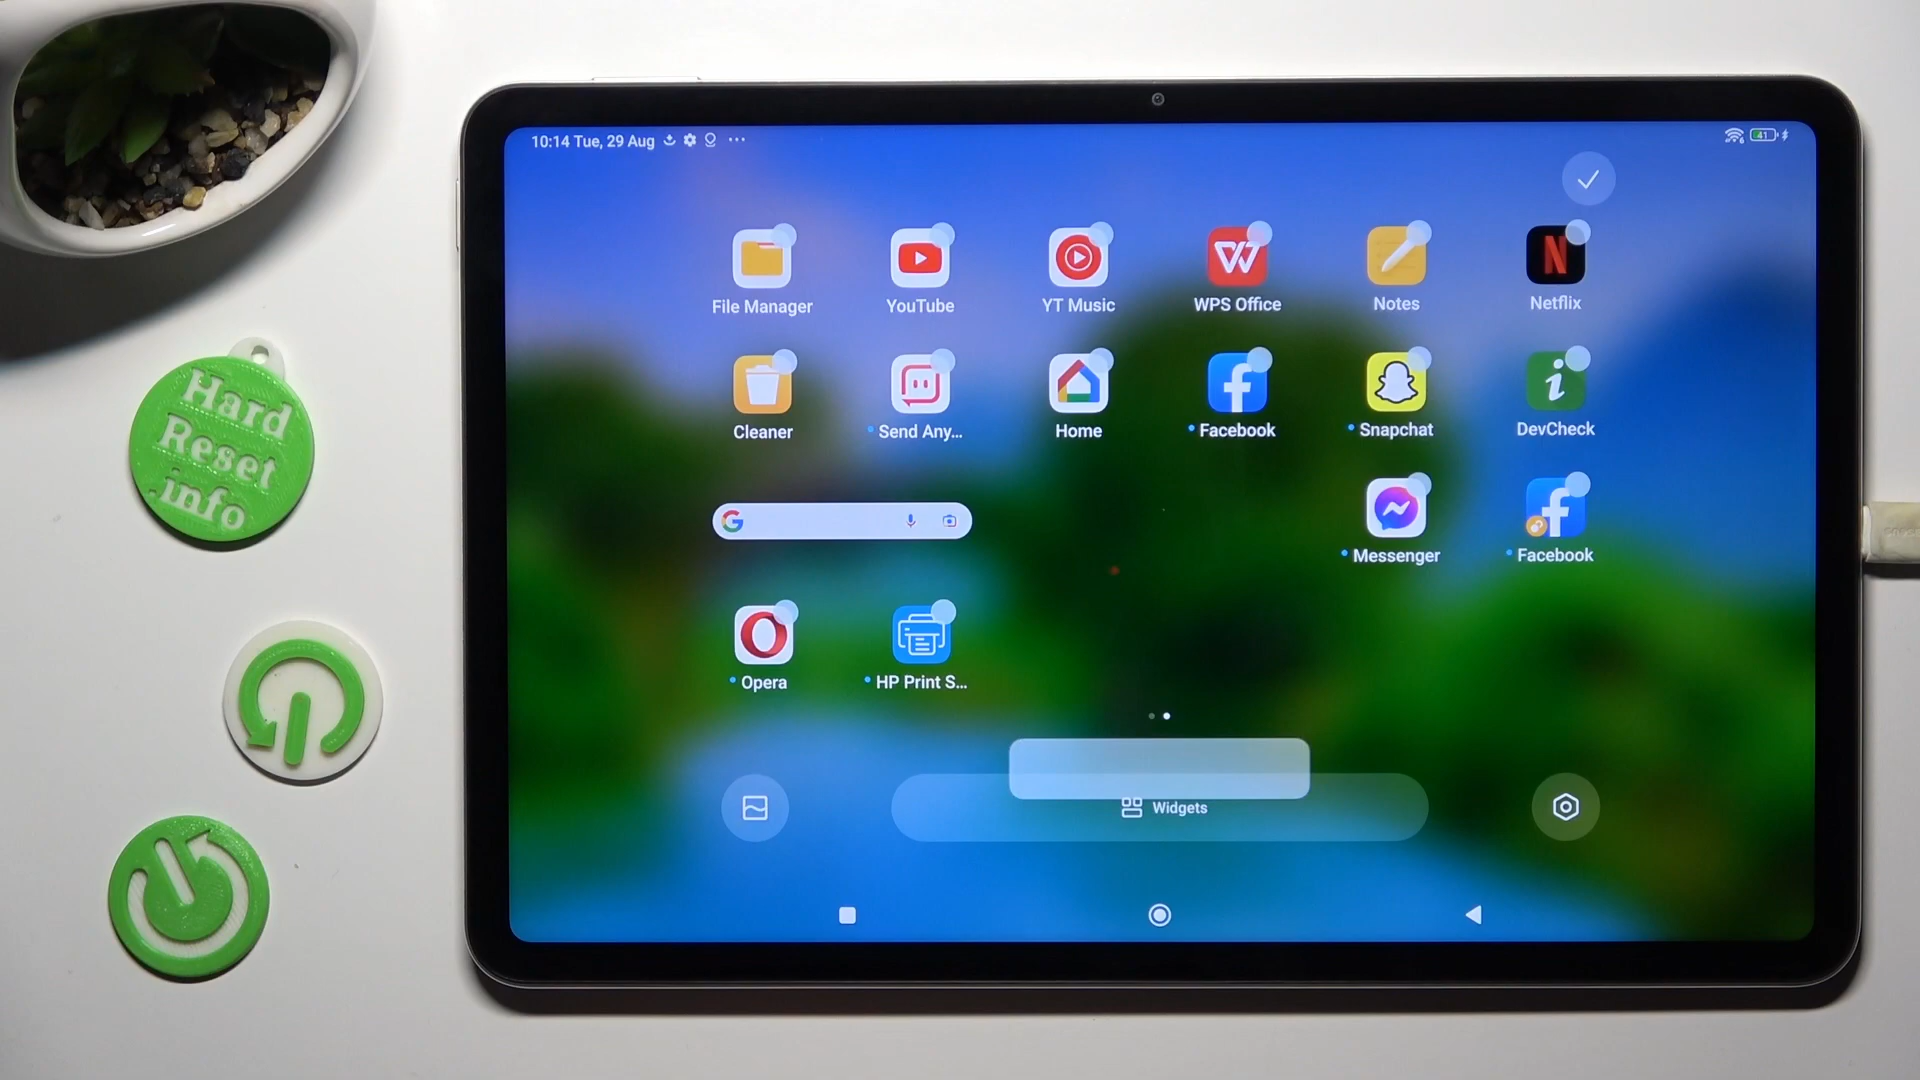 10:14 Tue, 29 Aug
41
File Manager
YouTube
YT Music
WPS Office
Notes
Netflix
Cleaner
Send Any...
Home
Facebook
Snapchat
DevCheck
Messenger
Facebook
Opera
HP Print S...
Widgets
Hard
Reset
.info